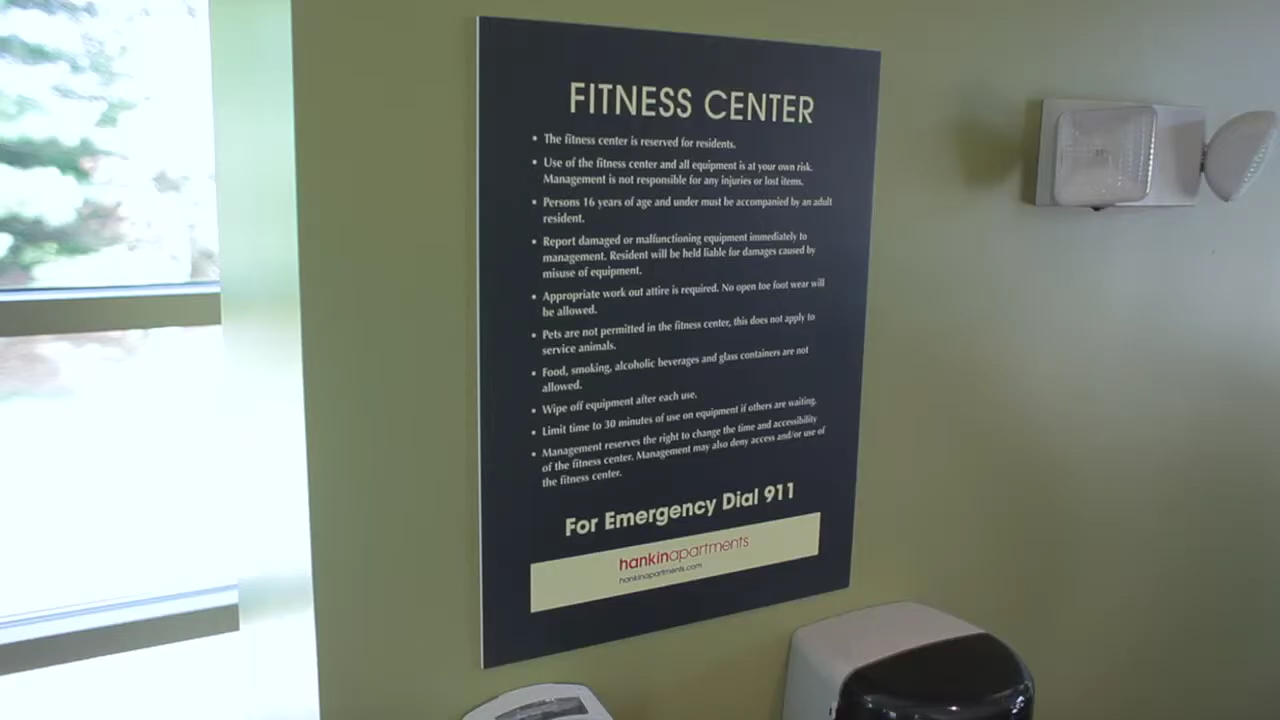 FITNESS CENTER
• The fitness center is reserved for residents.
• Use of the fitness center and all equipment is at your own risk.
Management is not responsible for any injuries or lost items.
• Persons 16 years of age and under must be accompanied by an adult
resident.
• Report damaged or malfunctioning equipment immediately to
management. Resident will be held liable for damages caused by
misuse of equipment.
• Appropriate work out attire is required. No open toe foot wear will
be allowed.
• Pets are not permitted in the fitness center, this does not apply to
service animals.
• Food, smoking, alcoholic beverages and glass containers are not
allowed.
• Wipe off equipment after each use.
• Limit time to 30 minutes of use on equipment if others are waiting.
• Management reserves the right to change the time and accessibility
of the fitness center. Management may also deny access and/or use of
the fitness center.
For Emergency Dial 911
hankinapartments
hankinapartments.com